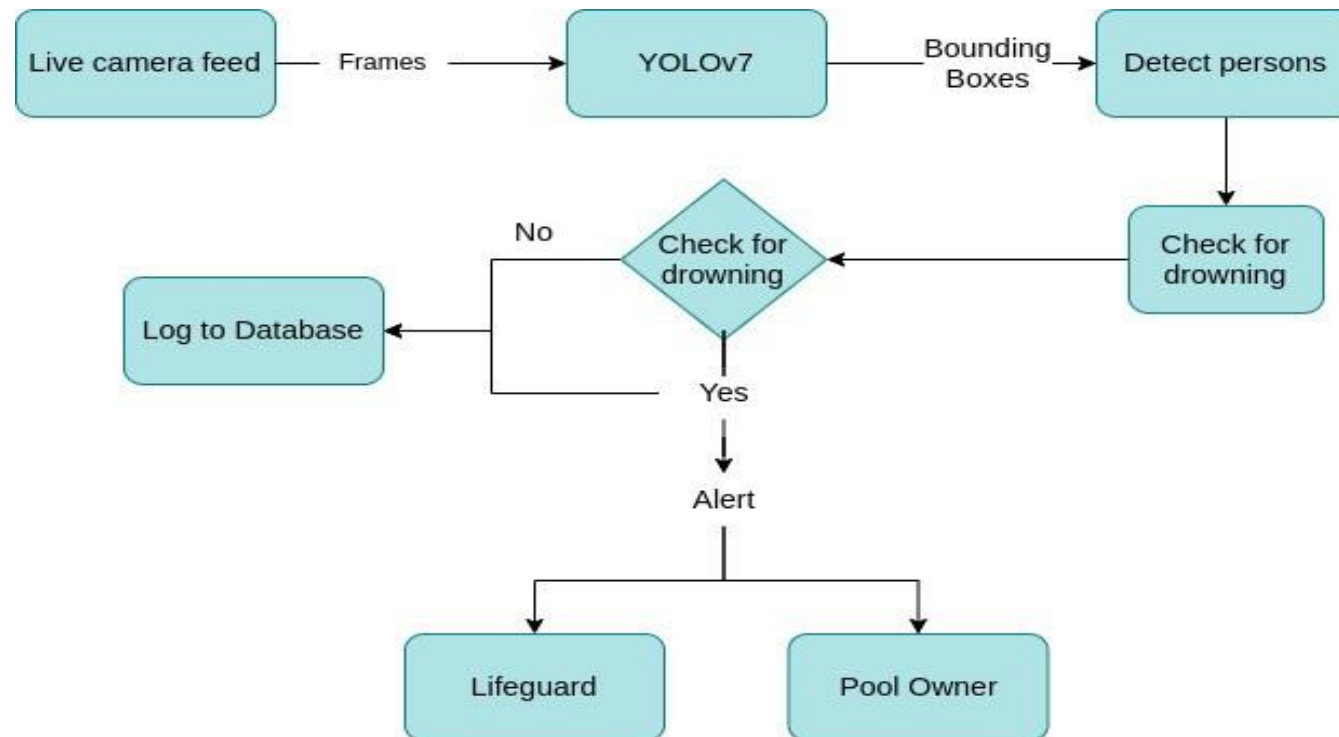 Live camera feed
Frames
YOLOv7
Bounding
Boxes
Detect persons
Check for
drowning
Check for
drowning
No
Log to Database
Yes
Alert
Lifeguard
Pool Owner